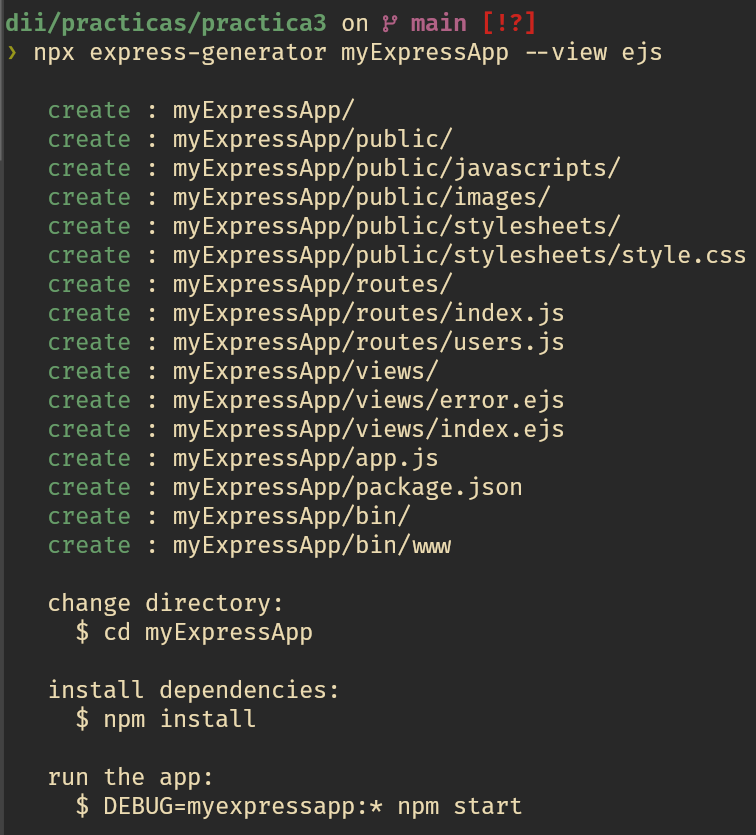 dii/practicas/practica3 on main [!?]
❯ npx express-generator myExpressApp --view ejs
create : myExpressApp/
create : myExpressApp/public/
create : myExpressApp/public/javascripts/
create : myExpressApp/public/images/
create : myExpressApp/public/stylesheets/
create : myExpressApp/public/stylesheets/style.css
create : myExpressApp/routes/
create : myExpressApp/routes/index.js
create : myExpressApp/routes/users.js
create : myExpressApp/views/
create : myExpressApp/views/error.ejs
create : myExpressApp/views/index.ejs
create : myExpressApp/app.js
create : myExpressApp/package.json
create : myExpressApp/bin/
create : myExpressApp/bin/www
change directory:
$ cd myExpressApp
install dependencies:
$ npm install
run the app:
$ DEBUG=myexpressapp:* npm start